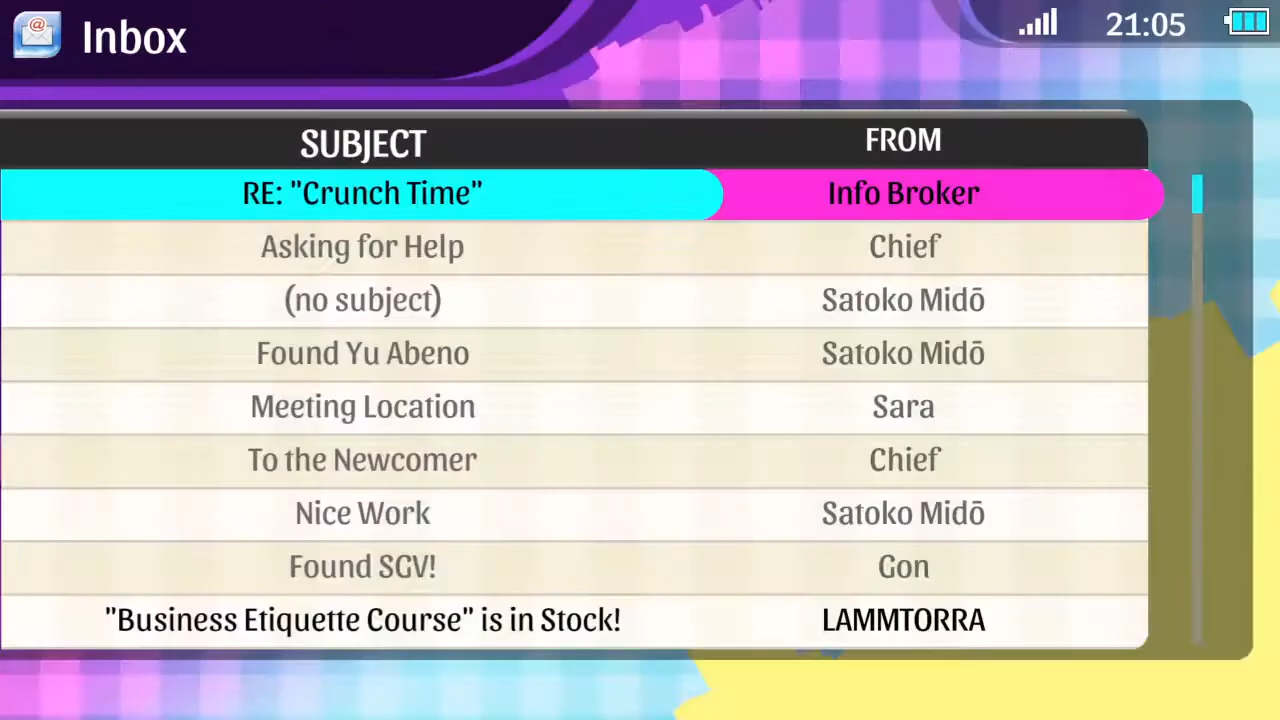 Inbox
21:05
SUBJECT FROM
RE: "Crunch Time" Info Broker
Asking for Help Chief
(no subject) Satoko Midō
Found Yu Abeno Satoko Midō
Meeting Location Sara
To the Newcomer Chief
Nice Work Satoko Midō
Found SGV! Gon
"Business Etiquette Course" is in Stock! LAMMTORRA